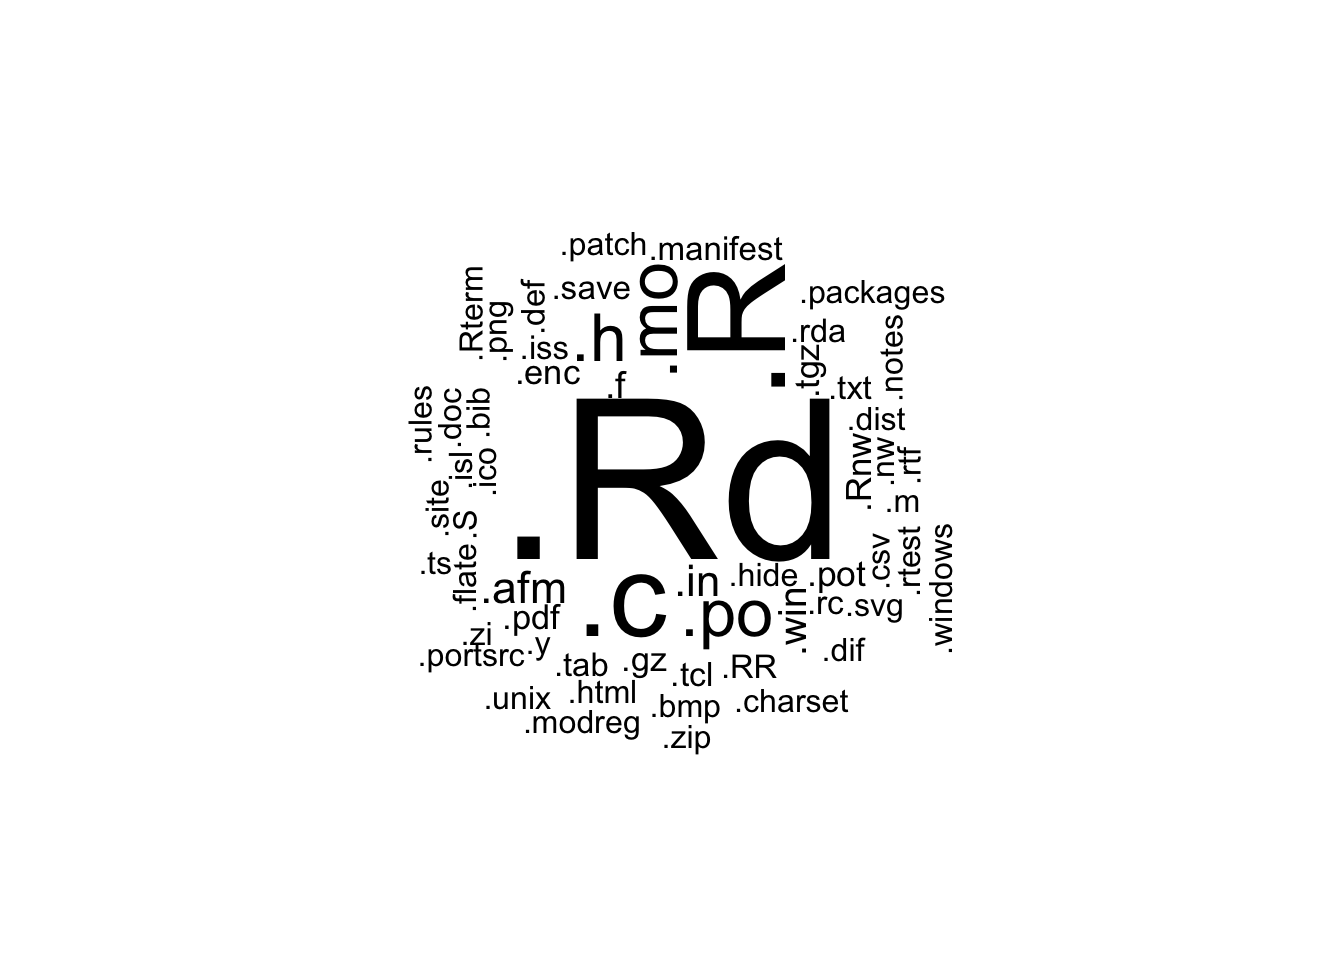 .patch
.manifest
.Rterm
.png
.def
.save
.mo
.R
.packages
.iss
.h
.rda
.tgz
.notes
.enc
.f
.txt
.rules
.doc
.bib
.dist
.Rd
.isl
.ico
.Rnw
.nw
.rtf
.site
.S
.m
.ts
.flate
.afm
.c
.in
.hide
.pot
.csv
.rtest
.windows
.pdf
.po
.win
.rc
.svg
.zi
.y
.portsrc
.tab
.gz
.tcl
.RR
.dif
.unix
.html
.bmp
.charset
.modreg
.zip